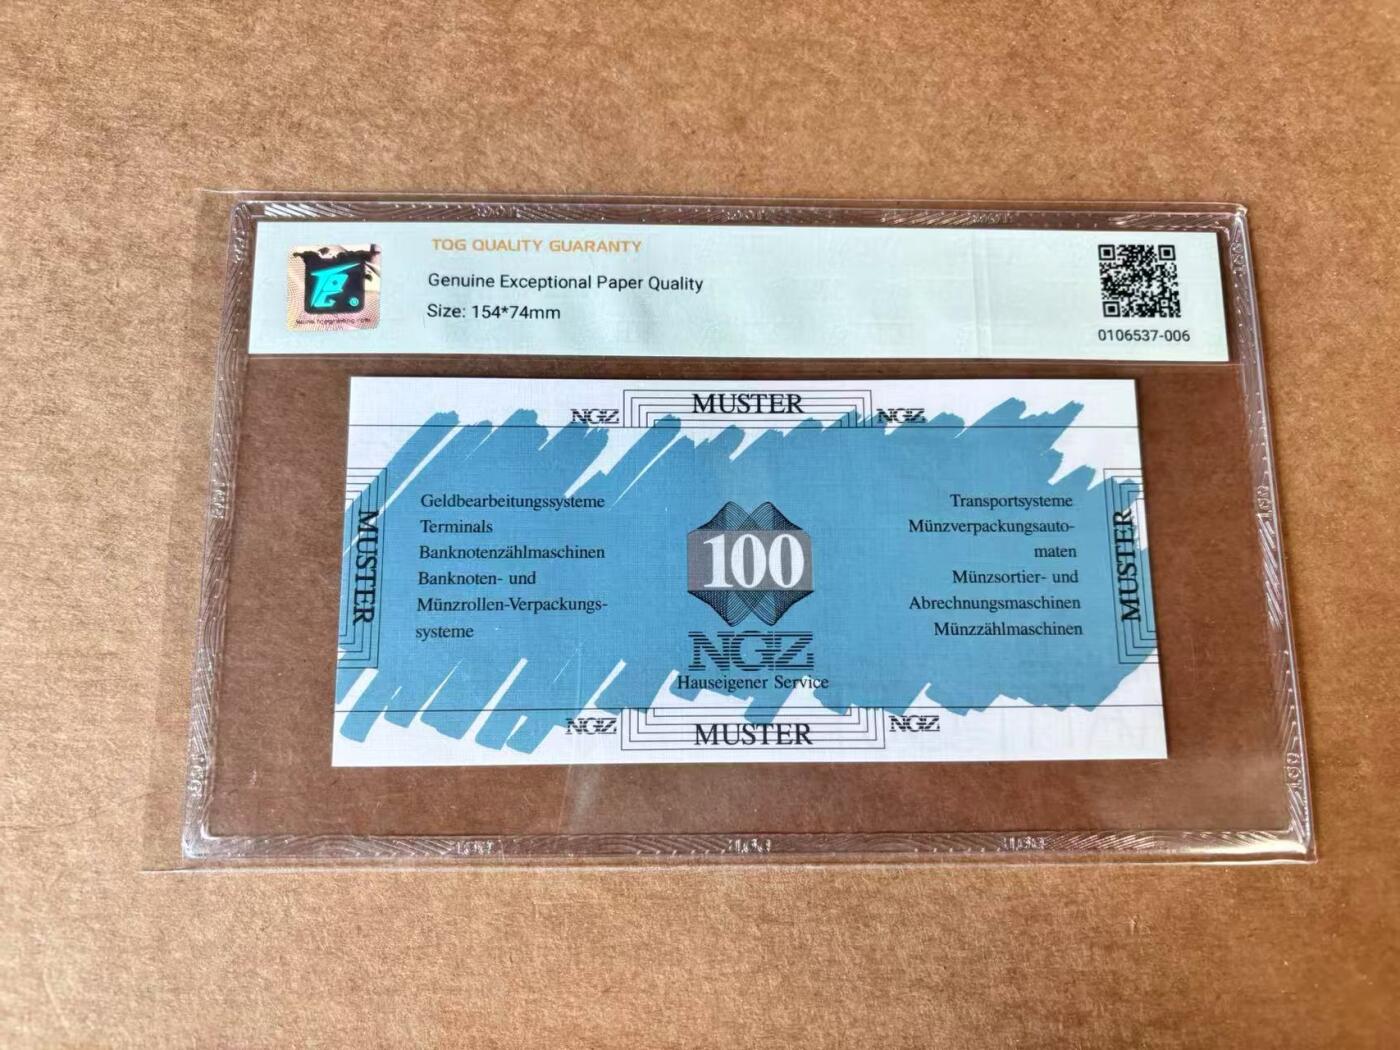 TQG QUALITY GUARANTY
Genuine Exceptional Paper Quality
Size: 154*74mm
0106537-006
NGZ MUSTER NGZ
MUSTER
Geldbearbeitungssysteme
Terminals
Banknotenzählmaschinen
Banknoten- und
Münzrollen-Verpackungs-
systeme
100
NGZ
Hauseigener Service
Transportsysteme
Münzverpackungsauto-
maten
Münzsortier- und
Abrechnungsmaschinen
Münzzählmaschinen
MUSTER
NGZ MUSTER NGZ